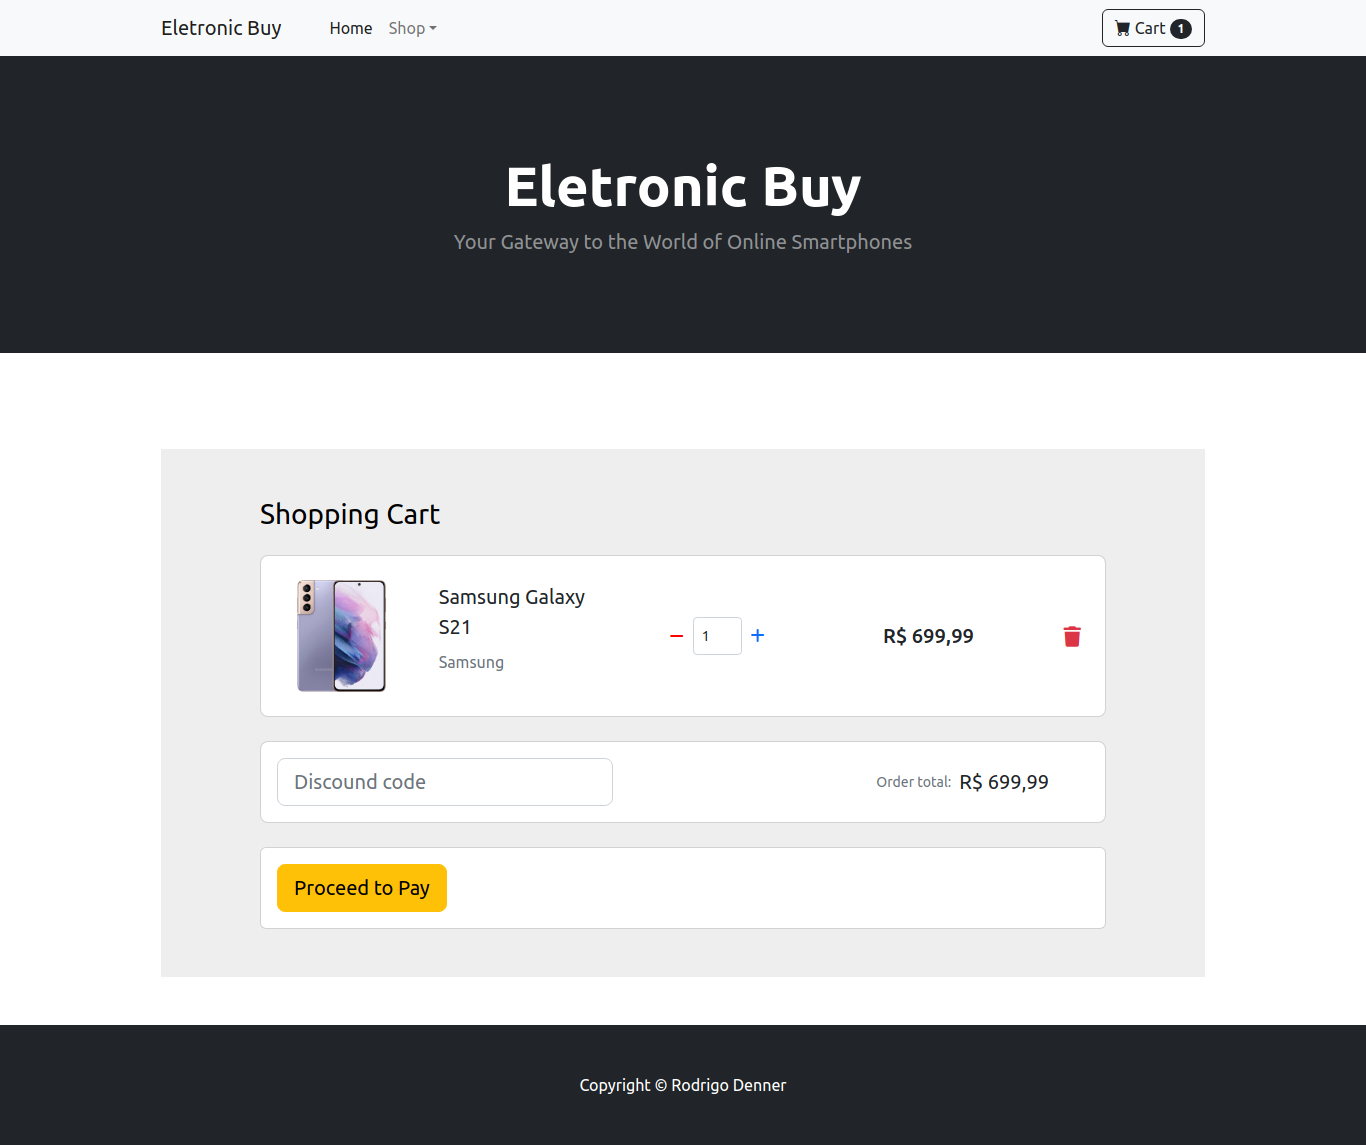 Eletronic Buy
Home
Shop
Cart 1
Eletronic Buy
Your Gateway to the World of Online Smartphones
Shopping Cart
Samsung Galaxy
S21
Samsung
1
R$ 699,99
Discound code
Order total: R$ 699,99
Proceed to Pay
Copyright © Rodrigo Denner